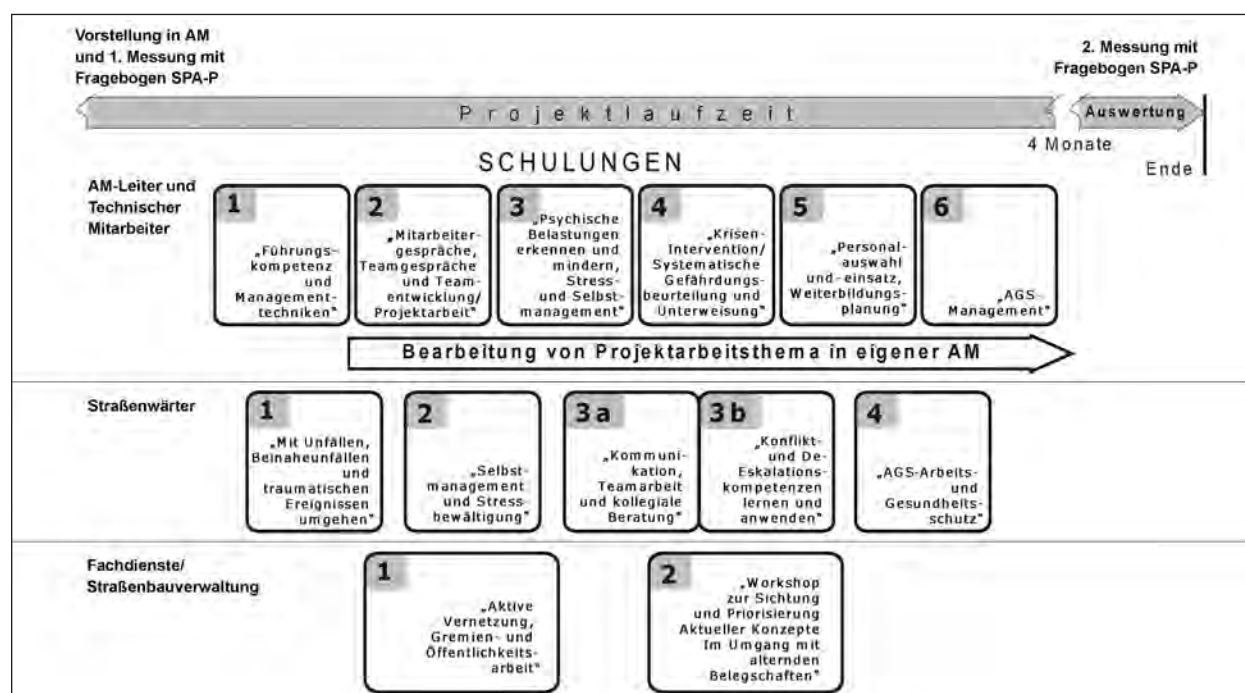 Vorstellung in AM
und 1. Messung mit
Fragebogen SPA-P
2. Messung mit
Fragebogen SPA-P
Projektlaufzeit
Auswertung
4 Monate
Ende
SCHULUNGEN
AM-Leiter und
Technischer
Mitarbeiter
1
„Führungs-
kompetenz
und
Management-
techniken“
2
„Mitarbeiter-
gespräche,
Teamgespräche
und Team-
entwicklung/
Projektarbeit“
3
„Psychische
Belastungen
erkennen und
mindern,
Stress-
und Selbst-
management“
4
„Krisen-
Intervention/
Systematische
Gefährdungs-
beurteilung und
Unterweisung“
5
„Personal-
auswahl
und-einsatz,
Weiterbildungs-
planung“
6
„AGS-
Management“
Bearbeitung von Projektarbeitsthema in eigener AM
Straßenwärter
1
„Mit Unfällen,
Beinaheunfällen
und
traumatischen
Ereignissen
umgehen“
2
„Selbst-
management
und Stress-
bewältigung“
3a
„Kommuni-
kation,
Teamarbeit
und kollegiale
Beratung“
3b
„Konflikt-
und De-
Eskalations-
kompetenzen
lernen und
anwenden“
4
„AGS-Arbeits-
und
Gesundheits-
schutz“
Fachdienste/
Straßenbauverwaltung
1
„Aktive
Vernetzung,
Gremien- und
Öffentlichkeits-
arbeit“
2
„Workshop
zur Sichtung
und Priorisierung
Aktueller Konzepte
Im Umgang mit
alternden
Belegschaften“